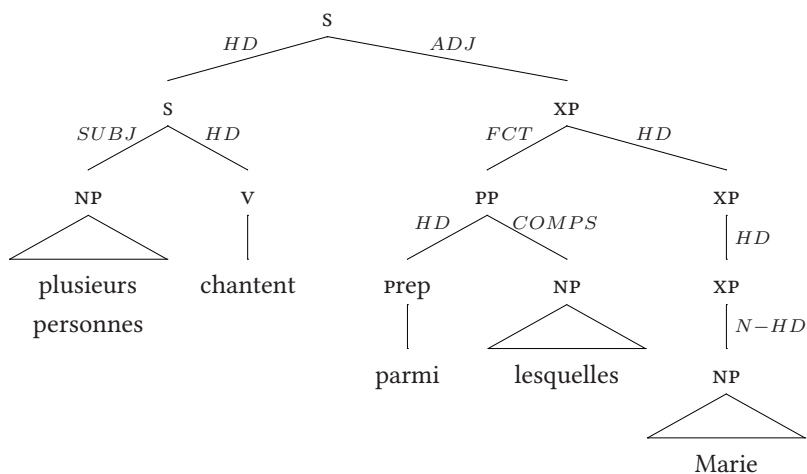 S
HD ADJ
S XP
SUBJ HD FCT HD
NP V PP XP
HD COMPS HD
plusieurs chantent Prep NP XP
personnes
N–HD
parmi lesquelles NP
Marie